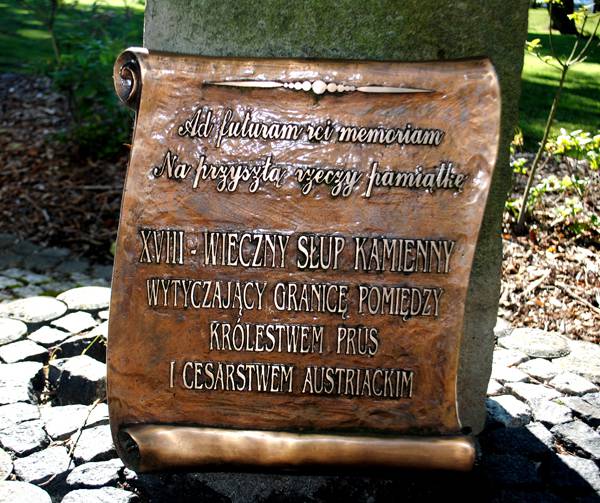 Ad futuram rei memoriam
Na przyszłą rzeczy pamiątkę
XVIII - WIECZNY SŁUP KAMIENNY
WYTYCZAJĄCY GRANICĘ POMIĘDZY
KRÓLESTWEM PRUS
I CESARSTWEM AUSTRIACKIM